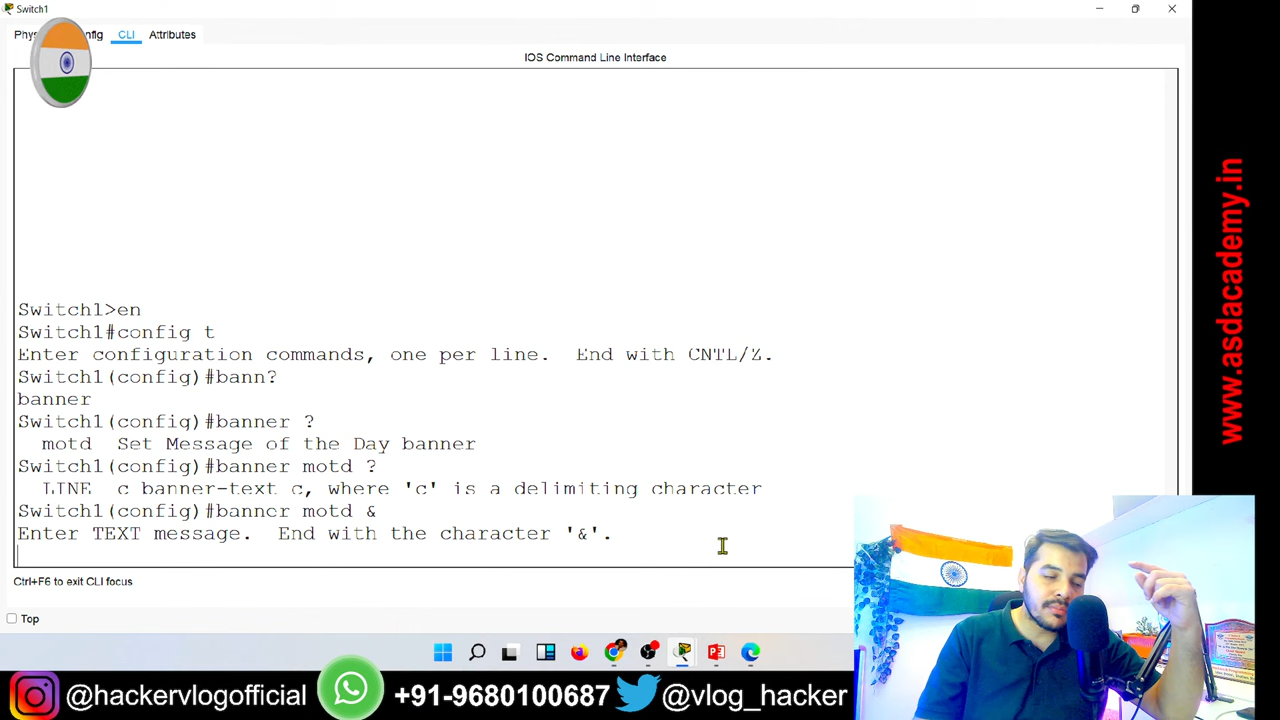 Switch1
Phys
fig
CLI
Attributes
IOS Command Line Interface
Switch1>en
Switch1#config t
Enter configuration commands, one per line.  End with CNTL/Z.
Switch1(config)#bann?
banner
Switch1(config)#banner ?
motd  Set Message of the Day banner
Switch1(config)#banner motd ?
LINE  c banner-text c, where 'c' is a delimiting character
Switch1(config)#banner motd &
Enter TEXT message.  End with the character '&'.
Ctrl+F6 to exit CLI focus
Top
www.asdacademy.in
@hackervlogofficial
+91-9680100687
@vlog_hacker